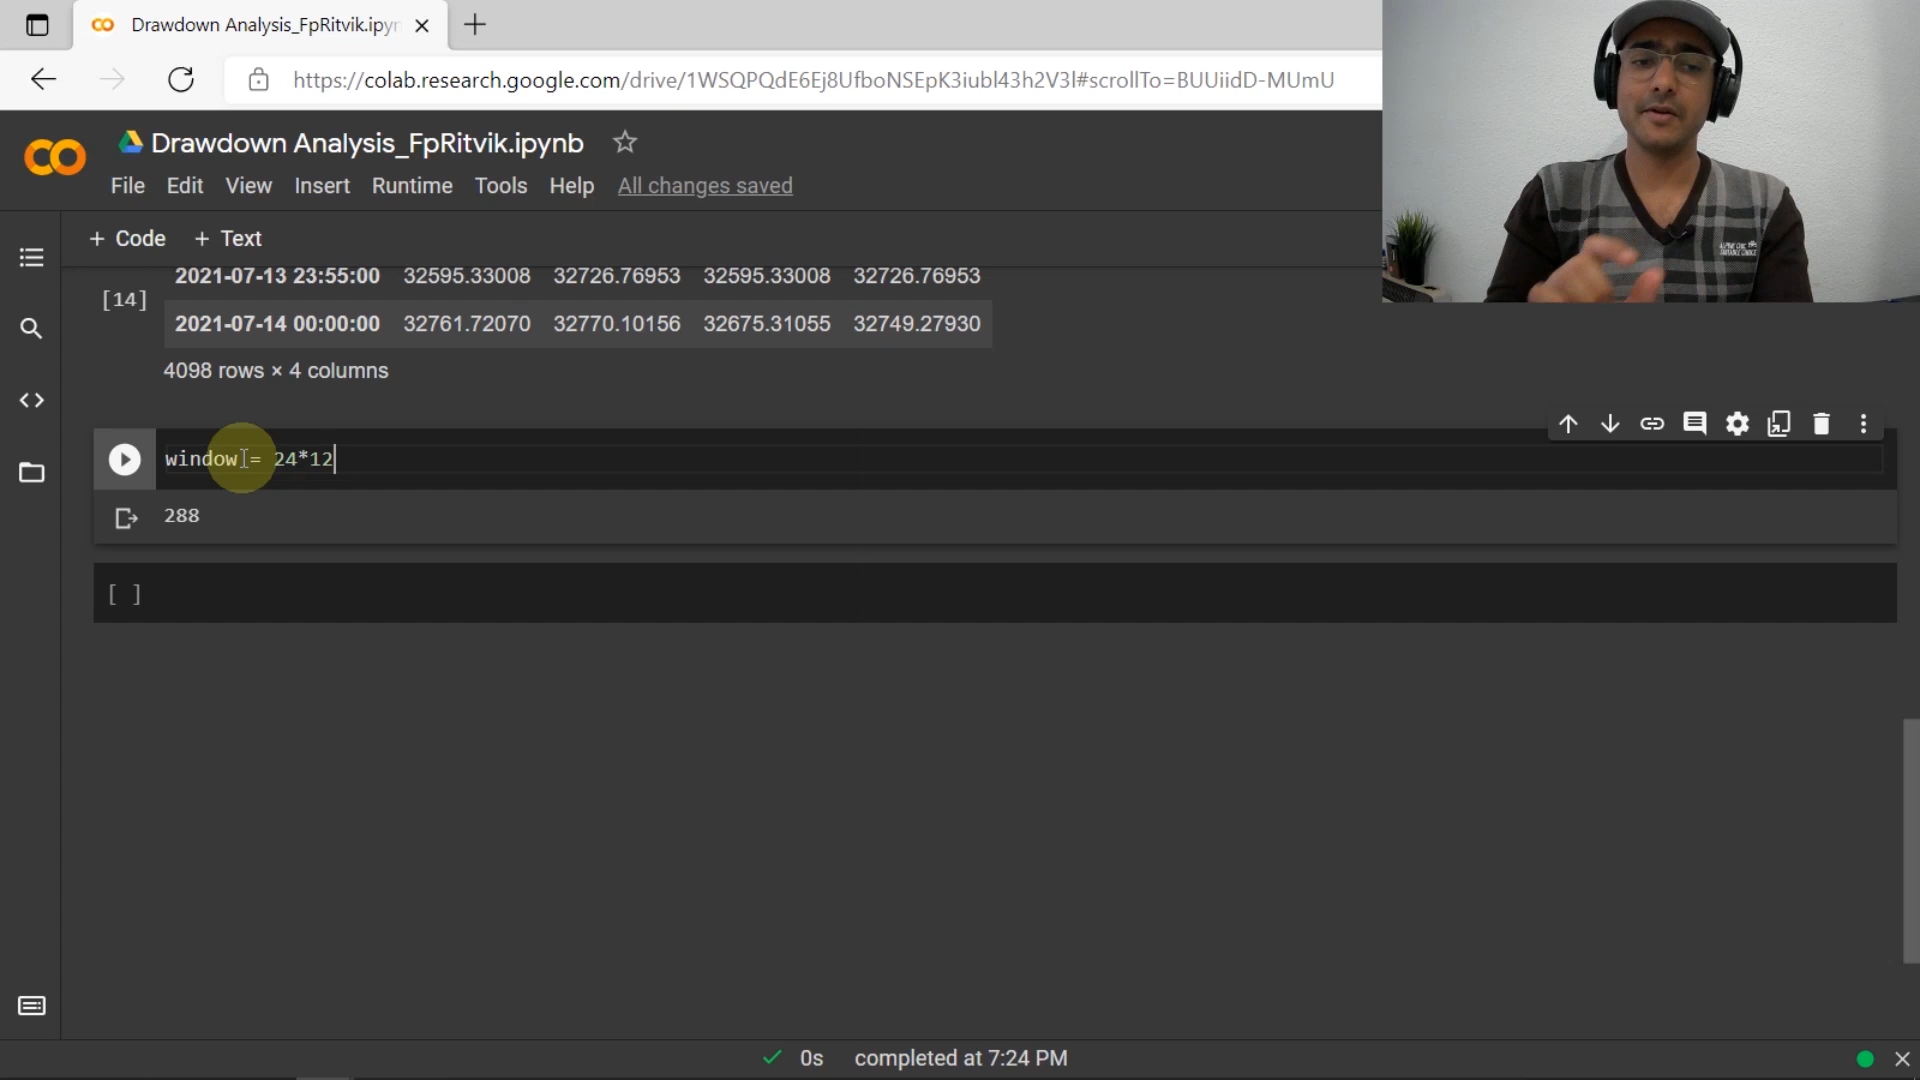 Drawdown Analysis_FpRitvik.ipyn
https://colab.research.google.com/drive/1WSQPQdE6Ej8UfboNSEpK3iubl43h2V3l#scrollTo=BUUiidD-MUmU
Drawdown Analysis_FpRitvik.ipynb
File Edit View Insert Runtime Tools Help All changes saved
+ Code + Text
2021-07-13 23:55:00 32595.33008 32726.76953 32595.33008 32726.76953
[14]
2021-07-14 00:00:00 32761.72070 32770.10156 32675.31055 32749.27930
4098 rows × 4 columns
window = 24*12
288
[ ]
0s completed at 7:24 PM